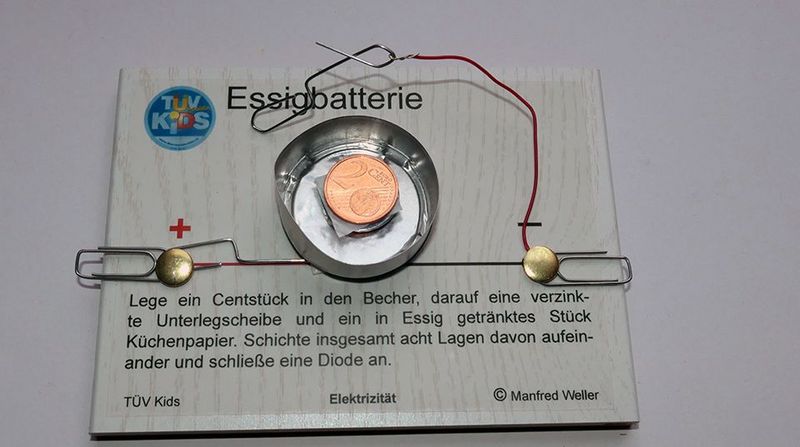 TÜV
KiDS
Essigbatterie
2 CENT
+
−
Lege ein Centstück in den Becher, darauf eine verzink-
te Unterlegscheibe und ein in Essig getränktes Stück
Küchenpapier. Schichte insgesamt acht Lagen davon aufein-
ander und schließe eine Diode an.
TÜV Kids Elektrizität © Manfred Weller